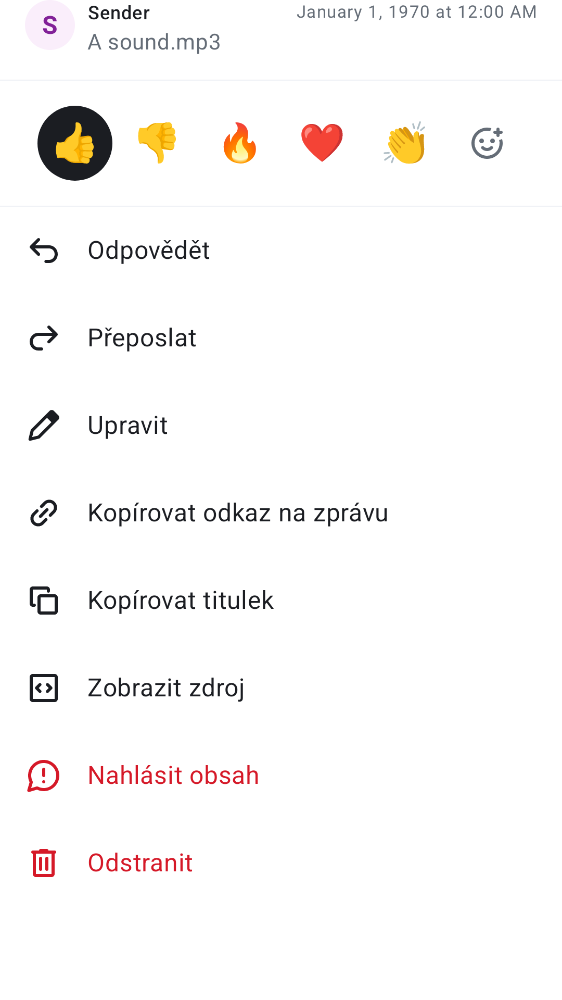 S
Sender
January 1, 1970 at 12:00 AM
A sound.mp3
Odpovědět
Přeposlat
Upravit
Kopírovat odkaz na zprávu
Kopírovat titulek
Zobrazit zdroj
Nahlásit obsah
Odstranit